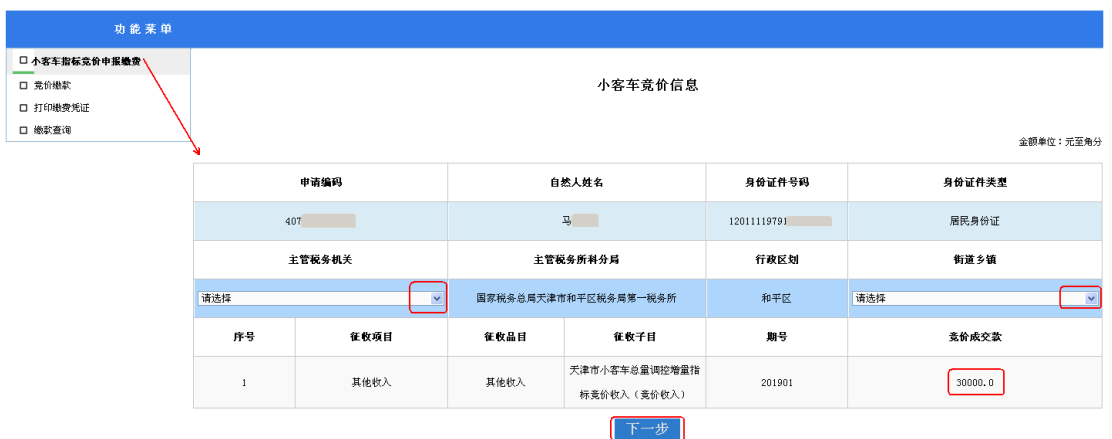 功能菜单
小客车指标竞价申报缴费
竞价缴款
打印缴费凭证
缴款查询
小客车竞价信息
金额单位:元至角分
申请编码 自然人姓名 身份证件号码 身份证件类型
407 马 12011119791 居民身份证
主管税务机关 主管税务所科分局 行政区划 街道乡镇
请选择 国家税务总局天津市和平区税务局第一税务所 和平区 请选择
序号 征收项目 征收品目 征收子目 期号 竞价成交款
1 其他收入 其他收入 天津市小客车总量调控增量指 201901 30000.0
标竞价收入(竞价收入)
下一步